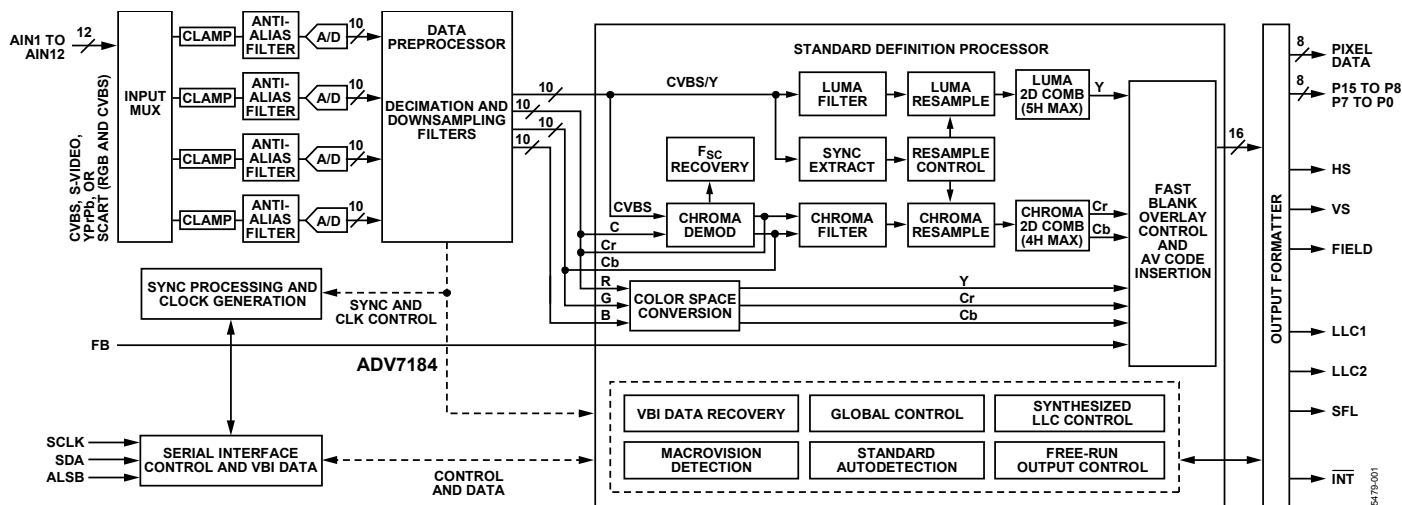 AIN1 TO
AIN12
12
INPUT
MUX
CVBS, S-VIDEO,
YPrPb, OR
SCART (RGB AND CVBS)
CLAMP
ANTI-
ALIAS
FILTER
A/D
10
CLAMP
ANTI-
ALIAS
FILTER
A/D
10
CLAMP
ANTI-
ALIAS
FILTER
A/D
10
CLAMP
ANTI-
ALIAS
FILTER
A/D
10
DATA
PREPROCESSOR
DECIMATION AND
DOWNSAMPLING
FILTERS
10
10
10
10
STANDARD DEFINITION PROCESSOR
CVBS/Y
LUMA
FILTER
LUMA
RESAMPLE
LUMA
2D COMB
(5H MAX)
Y
FSC
RECOVERY
SYNC
EXTRACT
RESAMPLE
CONTROL
CVBS
C
Cr
Cb
CHROMA
DEMOD
CHROMA
FILTER
CHROMA
RESAMPLE
CHROMA
2D COMB
(4H MAX)
Cr
Cb
R
G
B
COLOR SPACE
CONVERSION
Y
Cr
Cb
FAST
BLANK
OVERLAY
CONTROL
AND
AV CODE
INSERTION
16
OUTPUT FORMATTER
8
PIXEL
DATA
8
P15 TO P8
P7 TO P0
HS
VS
FIELD
LLC1
LLC2
SFL
INT
SYNC PROCESSING AND
CLOCK GENERATION
SYNC AND
CLK CONTROL
FB
ADV7184
SCLK
SDA
ALSB
SERIAL INTERFACE
CONTROL AND VBI DATA
CONTROL
AND DATA
VBI DATA RECOVERY
GLOBAL CONTROL
SYNTHESIZED
LLC CONTROL
MACROVISION
DETECTION
STANDARD
AUTODETECTION
FREE-RUN
OUTPUT CONTROL
5479-001